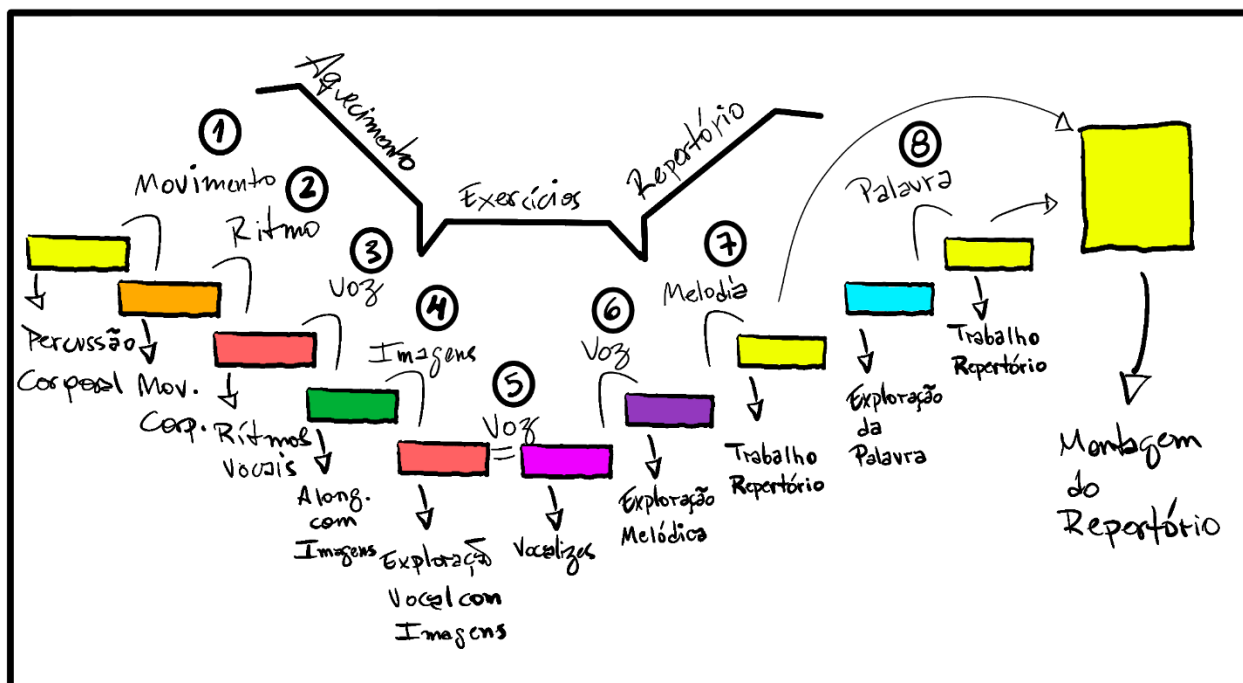 Aquecimento
Exercícios
Repertório
1
Movimento
2
Ritmo
3
Voz
4
Imagens
5
Voz
6
Voz
7
Melodia
8
Palavra
Percussão
Corporal
Mov.
Corp.
Ritmos
Vocais
Along.
com
Imagens
Exploração
Vocal com
Imagens
Vocalizes
Exploração
Melódica
Trabalho
Repertório
Exploração
da
Palavra
Trabalho
Repertório
Montagem
do
Repertório